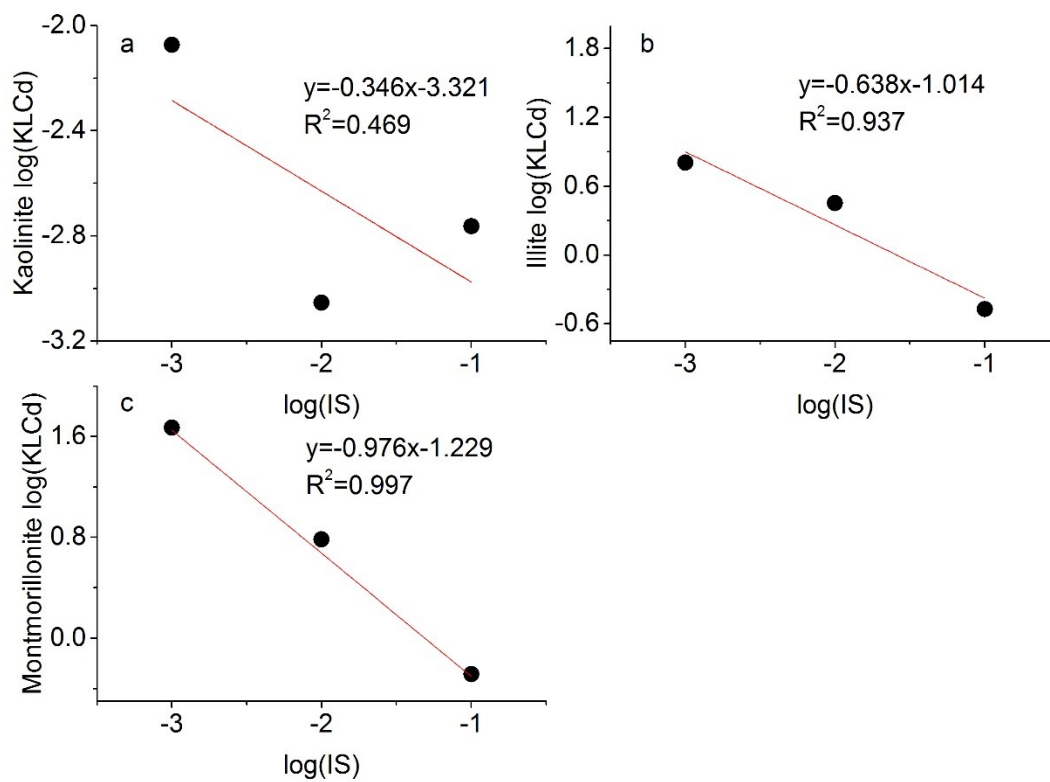 a
y=-0.346x-3.321
R²=0.469
Kaolinite log(KLCd)
-2.0
-2.4
-2.8
-3.2
-3
-2
-1
log(IS)
b
y=-0.638x-1.014
R²=0.937
Illite log(KLCd)
1.8
1.2
0.6
0.0
-0.6
-3
-2
-1
log(IS)
c
y=-0.976x-1.229
R²=0.997
Montmorillonite log(KLCd)
1.6
0.8
0.0
-3
-2
-1
log(IS)